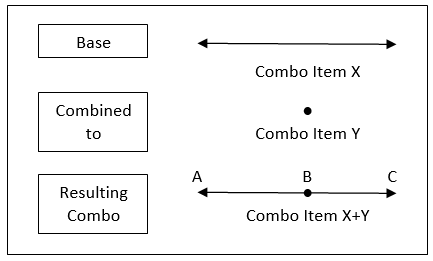 Base
Combo Item X
Combined
to
Combo Item Y
A B C
Resulting
Combo
Combo Item X+Y